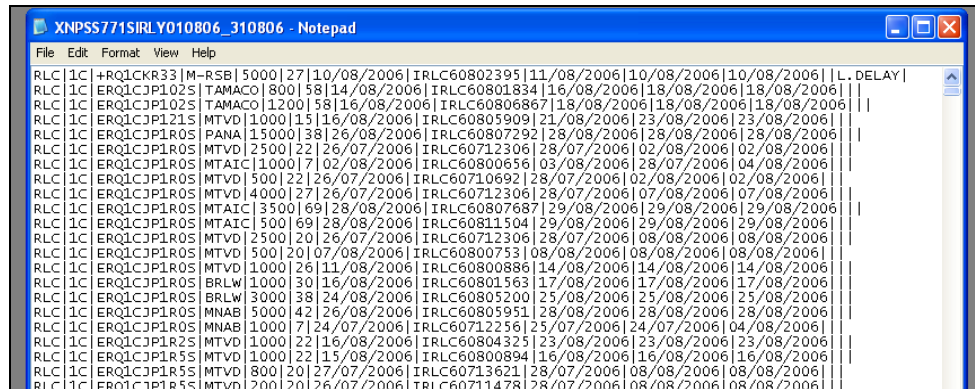 XNPSS771SIRLY010806_310806 - Notepad
File Edit Format View Help
RLC|1C|+RQ1CKR33|M-RSB|5000|27|10/08/2006|IRLC60802395|11/08/2006|10/08/2006|10/08/2006||L.DELAY|
RLC|1C|ERQ1CJP102S|TAMACO|800|58|14/08/2006|IRLC60801834|16/08/2006|18/08/2006|18/08/2006|||
RLC|1C|ERQ1CJP102S|TAMACO|1200|58|16/08/2006|IRLC60806867|18/08/2006|18/08/2006|18/08/2006|||
RLC|1C|ERQ1CJP121S|MTVD|1000|15|16/08/2006|IRLC60805909|21/08/2006|23/08/2006|23/08/2006|||
RLC|1C|ERQ1CJP1R0S|PANA|15000|38|26/08/2006|IRLC60807292|28/08/2006|28/08/2006|28/08/2006|||
RLC|1C|ERQ1CJP1R0S|MTVD|2500|22|26/07/2006|IRLC60712306|28/07/2006|02/08/2006|02/08/2006|||
RLC|1C|ERQ1CJP1R0S|MTAIC|1000|7|02/08/2006|IRLC60800656|03/08/2006|28/07/2006|04/08/2006|||
RLC|1C|ERQ1CJP1R0S|MTVD|500|22|26/07/2006|IRLC60710692|28/07/2006|02/08/2006|02/08/2006|||
RLC|1C|ERQ1CJP1R0S|MTVD|4000|27|26/07/2006|IRLC60712306|28/07/2006|07/08/2006|07/08/2006|||
RLC|1C|ERQ1CJP1R0S|MTAIC|3500|69|28/08/2006|IRLC60807687|29/08/2006|29/08/2006|29/08/2006|||
RLC|1C|ERQ1CJP1R0S|MTAIC|500|69|28/08/2006|IRLC60811504|29/08/2006|29/08/2006|29/08/2006|||
RLC|1C|ERQ1CJP1R0S|MTVD|2500|20|26/07/2006|IRLC60712306|28/07/2006|08/08/2006|08/08/2006|||
RLC|1C|ERQ1CJP1R0S|MTVD|500|20|07/08/2006|IRLC60800753|08/08/2006|08/08/2006|08/08/2006|||
RLC|1C|ERQ1CJP1R0S|MTVD|1000|26|11/08/2006|IRLC60800886|14/08/2006|14/08/2006|14/08/2006|||
RLC|1C|ERQ1CJP1R0S|BRLW|1000|30|16/08/2006|IRLC60801563|17/08/2006|17/08/2006|17/08/2006|||
RLC|1C|ERQ1CJP1R0S|BRLW|3000|38|24/08/2006|IRLC60805200|25/08/2006|25/08/2006|25/08/2006|||
RLC|1C|ERQ1CJP1R0S|MNAB|5000|42|26/08/2006|IRLC60805951|28/08/2006|28/08/2006|28/08/2006|||
RLC|1C|ERQ1CJP1R0S|MNAB|1000|7|24/07/2006|IRLC60712256|25/07/2006|24/07/2006|04/08/2006|||
RLC|1C|ERQ1CJP1R5S|MTVD|1000|22|16/08/2006|IRLC60804325|23/08/2006|23/08/2006|23/08/2006|||
RLC|1C|ERQ1CJP1R5S|MTVD|1000|22|15/08/2006|IRLC60800894|16/08/2006|16/08/2006|16/08/2006|||
RLC|1C|ERQ1CJP1R5S|MTVD|800|20|27/07/2006|IRLC60713621|28/07/2006|08/08/2006|08/08/2006|||
RLC|1C|ERQ1CJP1R5S|MTVD|200|20|26/07/2006|IRLC60711478|28/07/2006|08/08/2006|08/08/2006|||